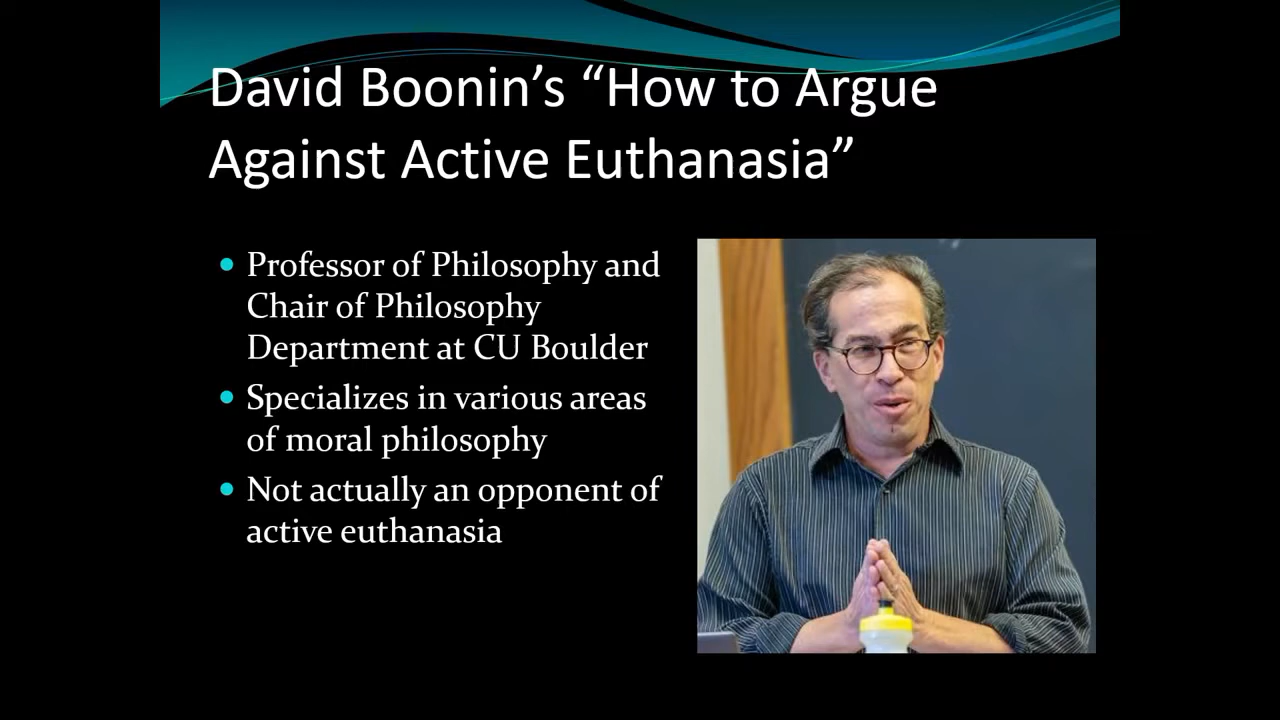 David Boonin’s “How to Argue
Against Active Euthanasia”
• Professor of Philosophy and
Chair of Philosophy
Department at CU Boulder
• Specializes in various areas
of moral philosophy
• Not actually an opponent of
active euthanasia